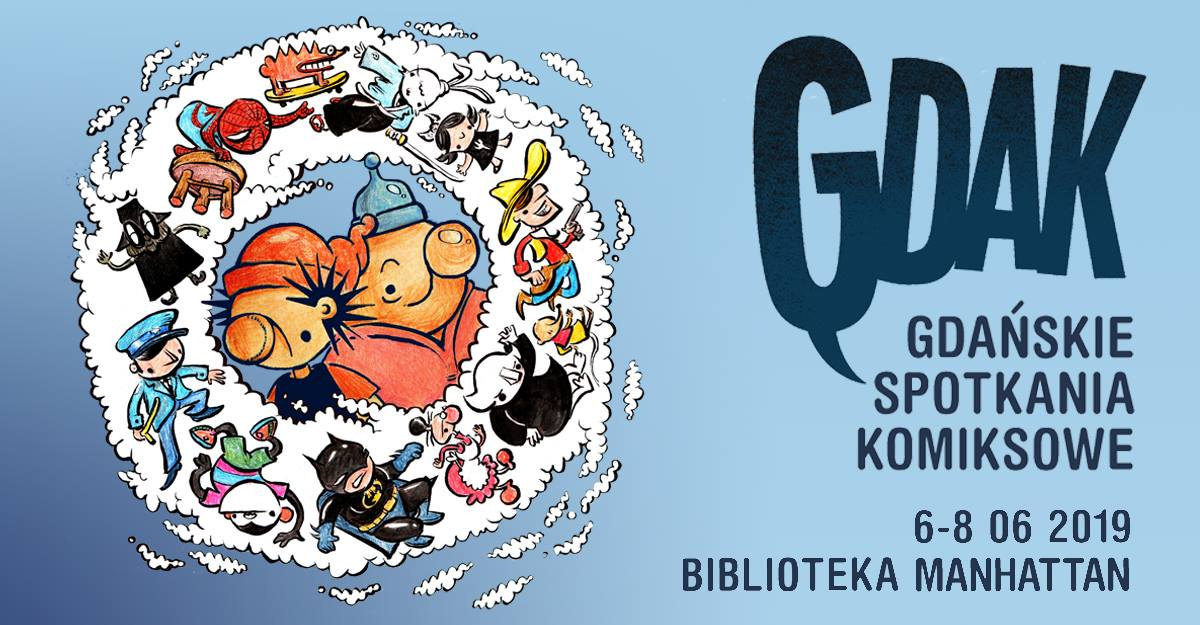 GDAK
GDAŃSKIE
SPOTKANIA
KOMIKSOWE
6-8 06 2019
BIBLIOTEKA MANHATTAN